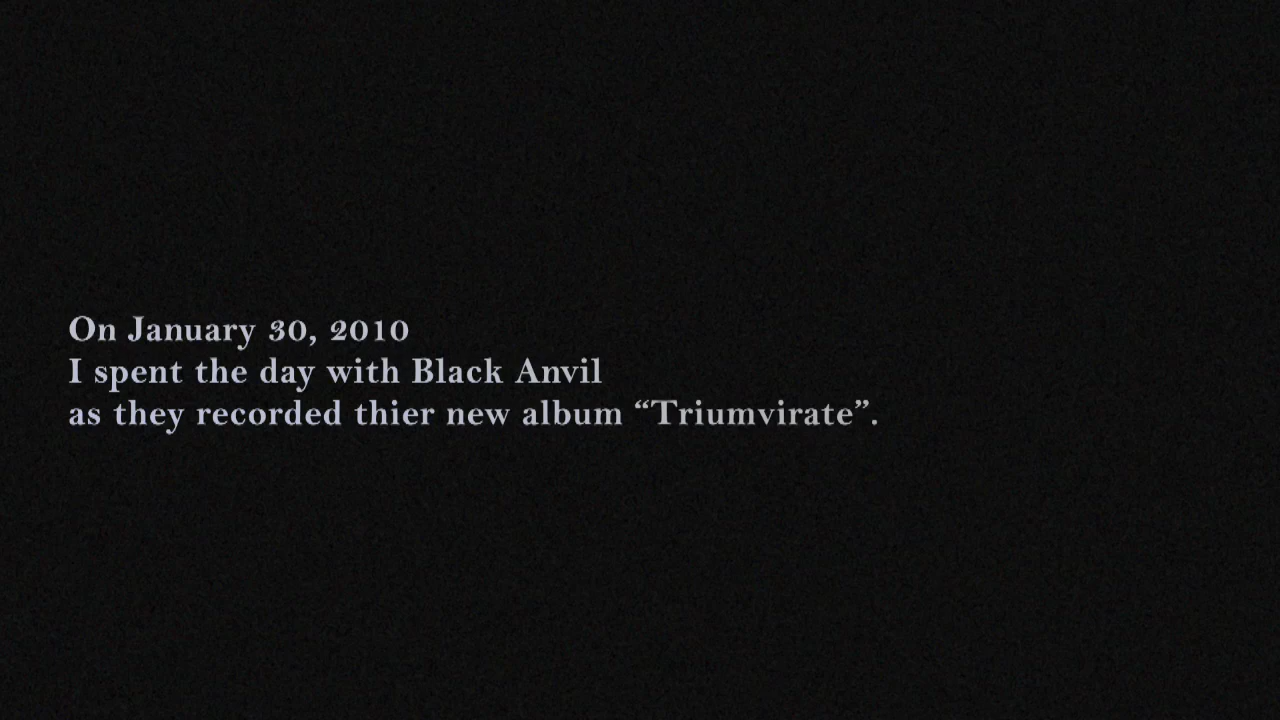 On January 30, 2010
I spent the day with Black Anvil
as they recorded thier new album “Triumvirate”.